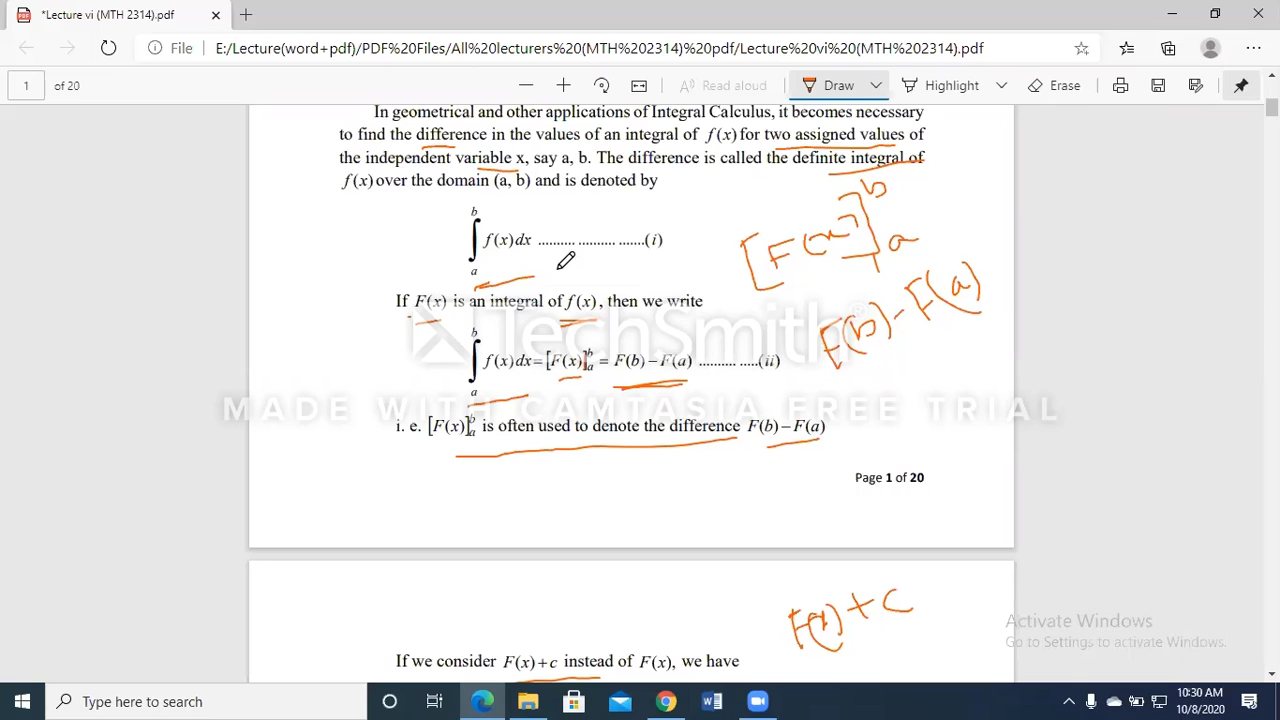 *Lecture vi (MTH 2314).pdf
File E:/Lecture(word+pdf)/PDF%20Files/All%20lecturers%20(MTH%202314)%20pdf/Lecture%20vi%20(MTH%202314).pdf
1 of 20 Read aloud Draw Highlight Erase
In geometrical and other applications of Integral Calculus, it becomes necessary
to find the difference in the values of an integral of f(x) for two assigned values of
the independent variable x, say a, b. The difference is called the definite integral of
f(x) over the domain (a, b) and is denoted by
[F(x)]
b
a
b
∫ f(x)dx .......... ......... .......(i)
a
F(b) - F(a)
If F(x) is an integral of f(x), then we write
TechSmith
b
∫ f(x)dx = [F(x)]ᵇₐ = F(b) − F(a) .......... .....(ii)
a
MADE WITH CAMTASIA FREE TRIAL
i. e. [F(x)]ᵇₐ is often used to denote the difference F(b) − F(a)
Page 1 of 20
F(x) + c
Activate Windows
Go to Settings to activate Windows.
If we consider F(x)+c instead of F(x), we have
Type here to search
10:30 AM
10/8/2020